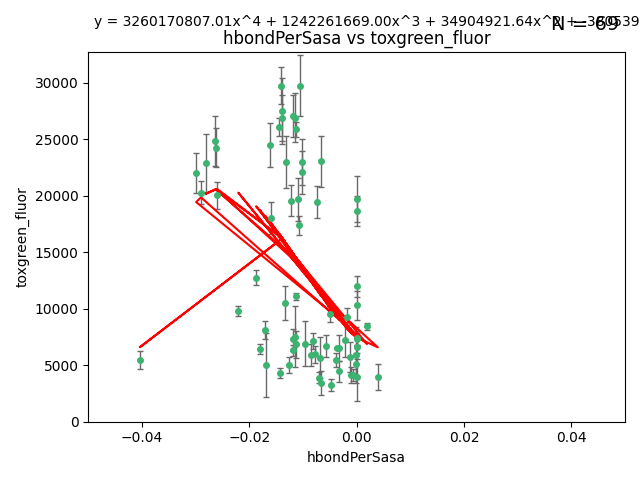 y = 3260170807.01x^4 + 1242261669.00x^3 + 34904921.64x^2 + -360539
N = 69
hbondPerSasa vs toxgreen_fluor
30000
25000
20000
15000
10000
5000
0
toxgreen_fluor
−0.04 −0.02 0.00 0.02 0.04
hbondPerSasa